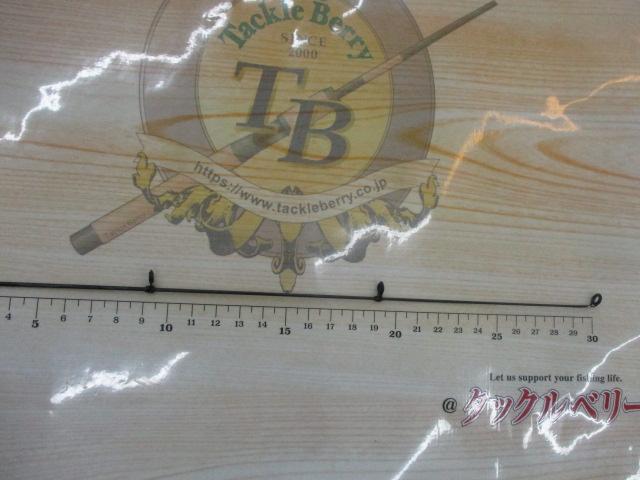 Tackle Berry
SINCE
2000
TB
https://www.tackleberry.co.jp
4 5 6 7 8 9 10 11 12 13 14 15 16 17 18 19 20 21 22 23 24 25 26 27 28 29 30
Let us support your fishing life.
@タックルベリー